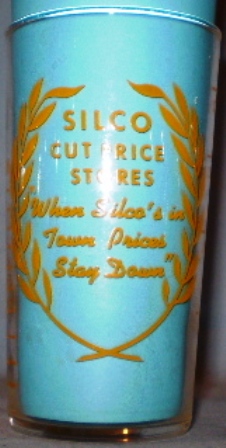 SILCO
CUT PRICE
STORES
"When Silco's in
Town Prices
Stay Down"